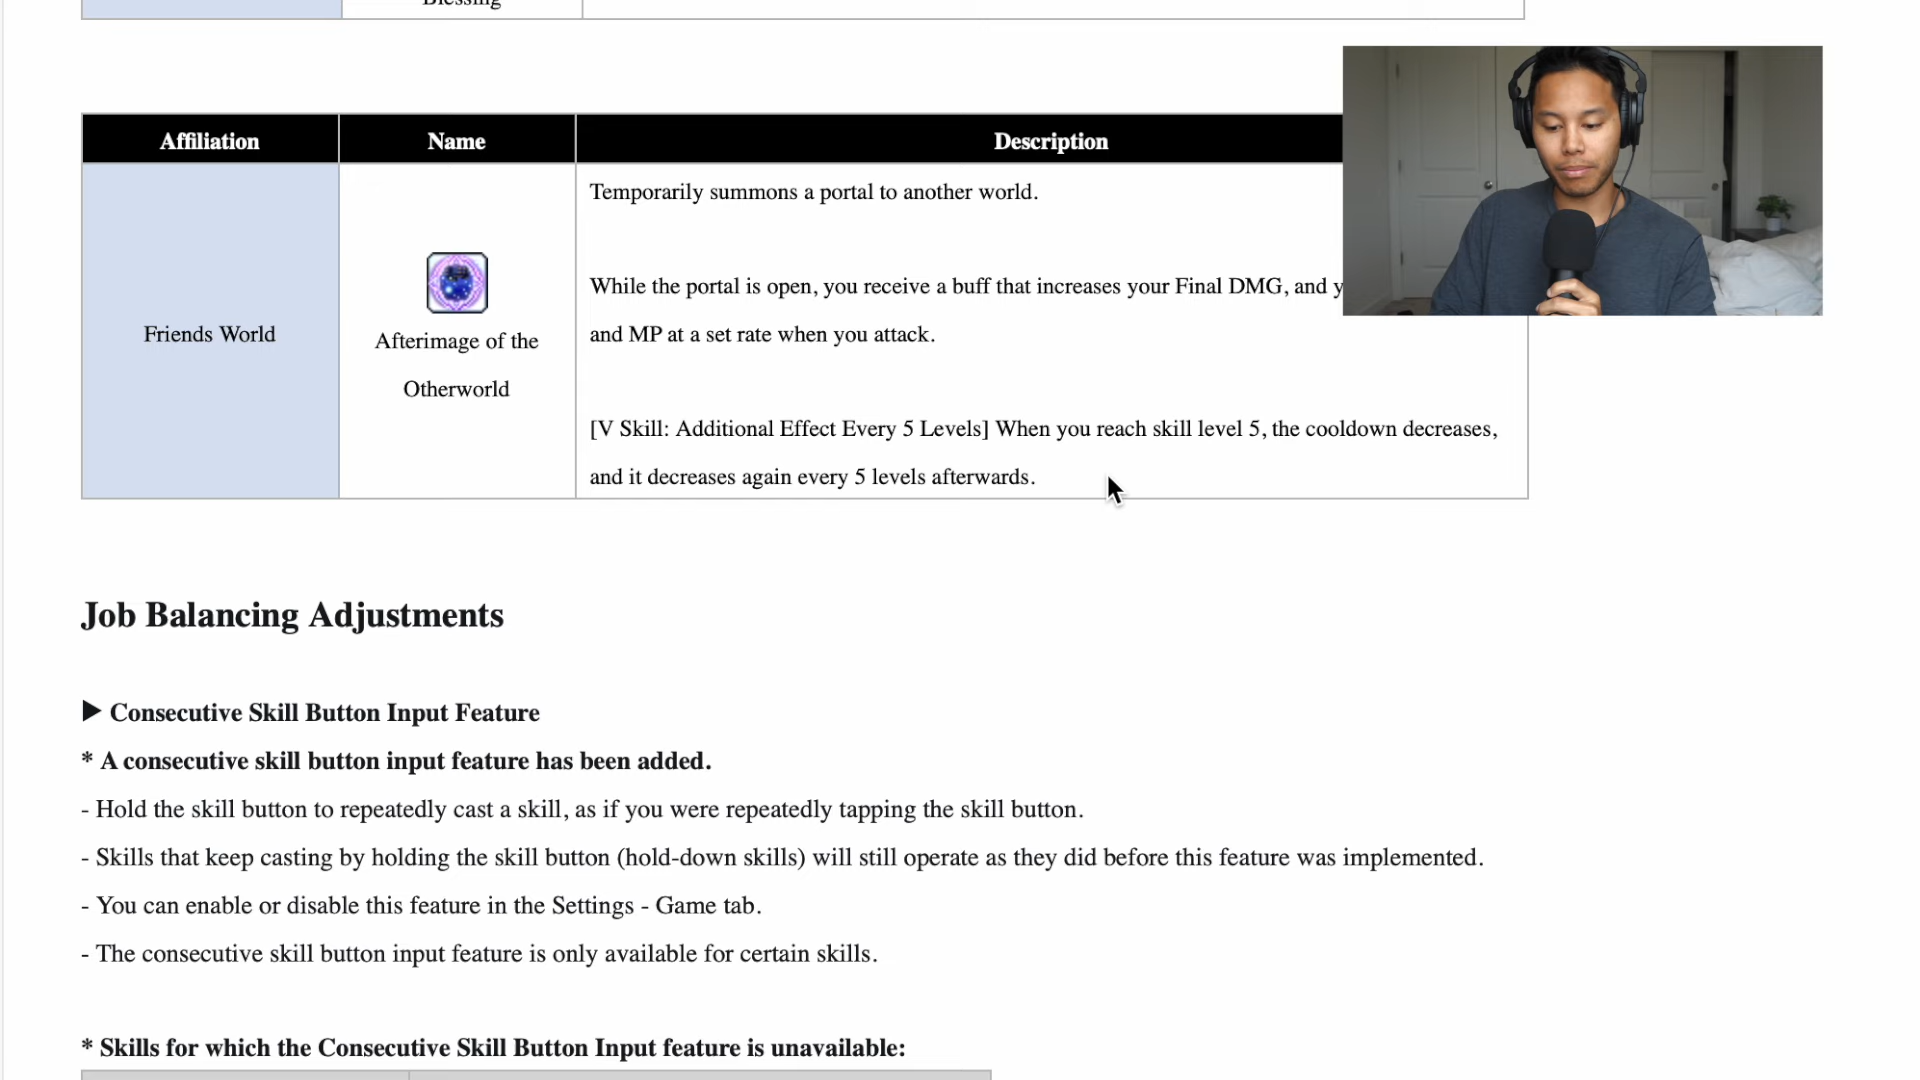 Blessing
Affiliation Name Description
Temporarily summons a portal to another world.
While the portal is open, you receive a buff that increases your Final DMG, and
Friends World
and MP at a set rate when you attack.
Afterimage of the
Otherworld
[V Skill: Additional Effect Every 5 Levels] When you reach skill level 5, the cooldown decreases,
and it decreases again every 5 levels afterwards.
Job Balancing Adjustments
▶ Consecutive Skill Button Input Feature
* A consecutive skill button input feature has been added.
- Hold the skill button to repeatedly cast a skill, as if you were repeatedly tapping the skill button.
- Skills that keep casting by holding the skill button (hold-down skills) will still operate as they did before this feature was implemented.
- You can enable or disable this feature in the Settings - Game tab.
- The consecutive skill button input feature is only available for certain skills.
* Skills for which the Consecutive Skill Button Input feature is unavailable: